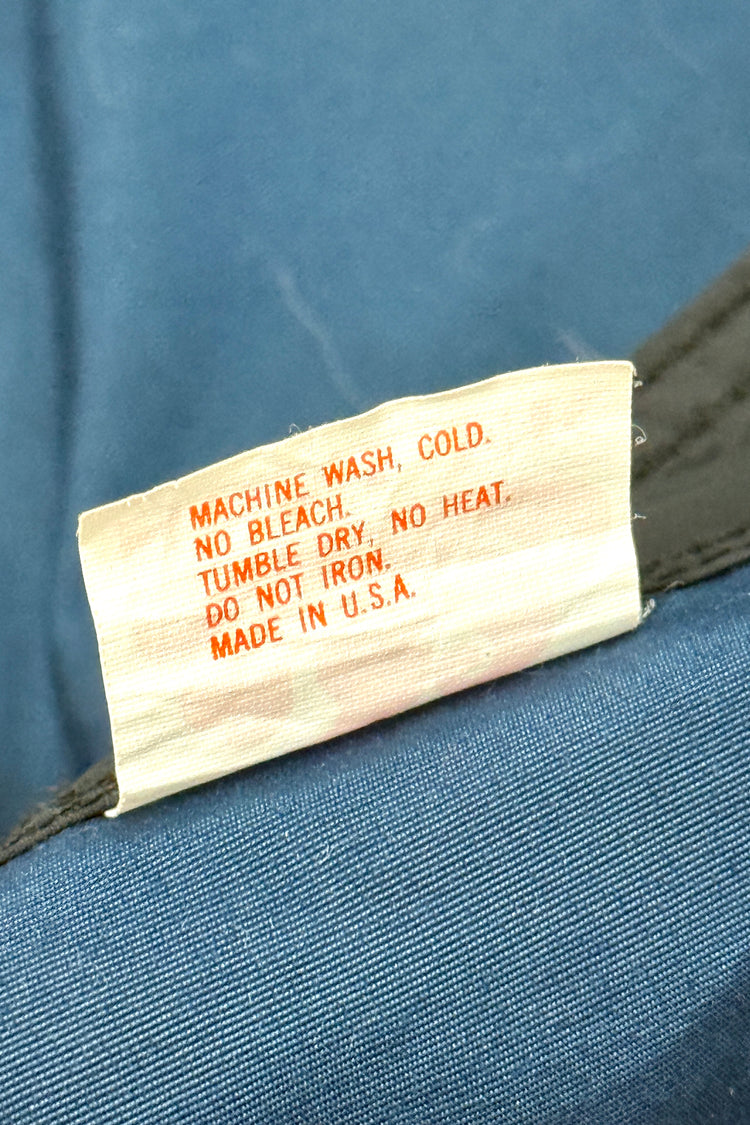 MACHINE WASH, COLD.
NO BLEACH.
TUMBLE DRY, NO HEAT.
DO NOT IRON.
MADE IN U.S.A.